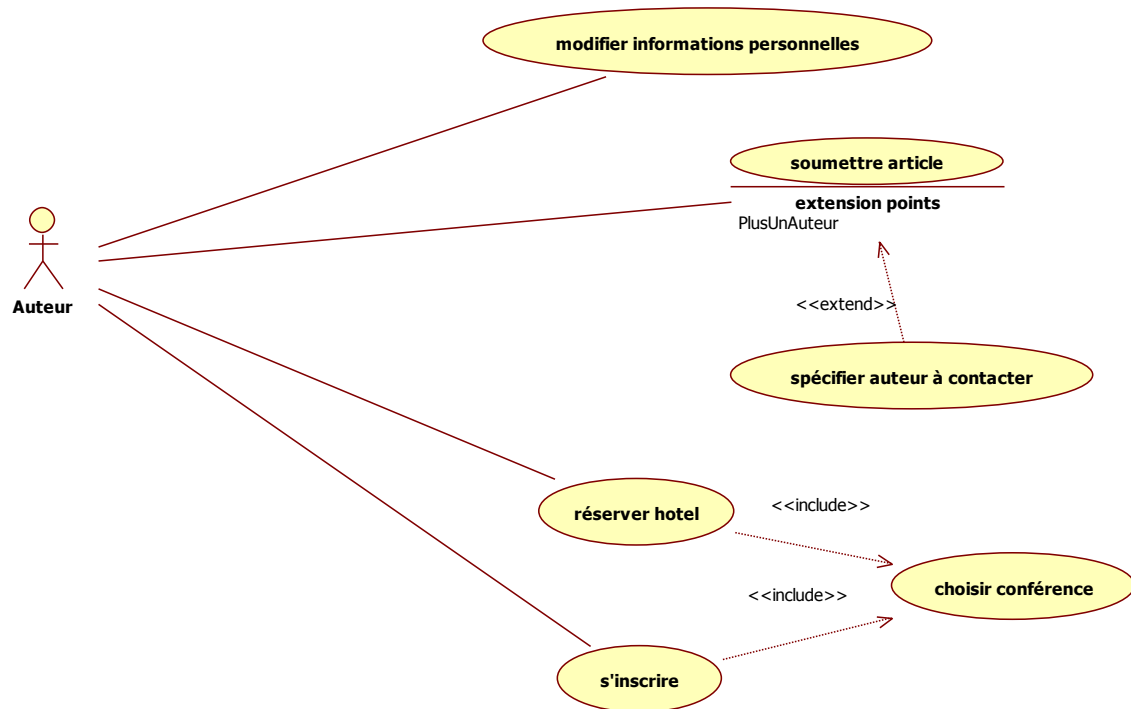 modifier informations personnelles
soumettre article
extension points
PlusUnAuteur
Auteur
<<extend>>
spécifier auteur à contacter
réserver hotel
<<include>>
choisir conférence
<<include>>
s'inscrire